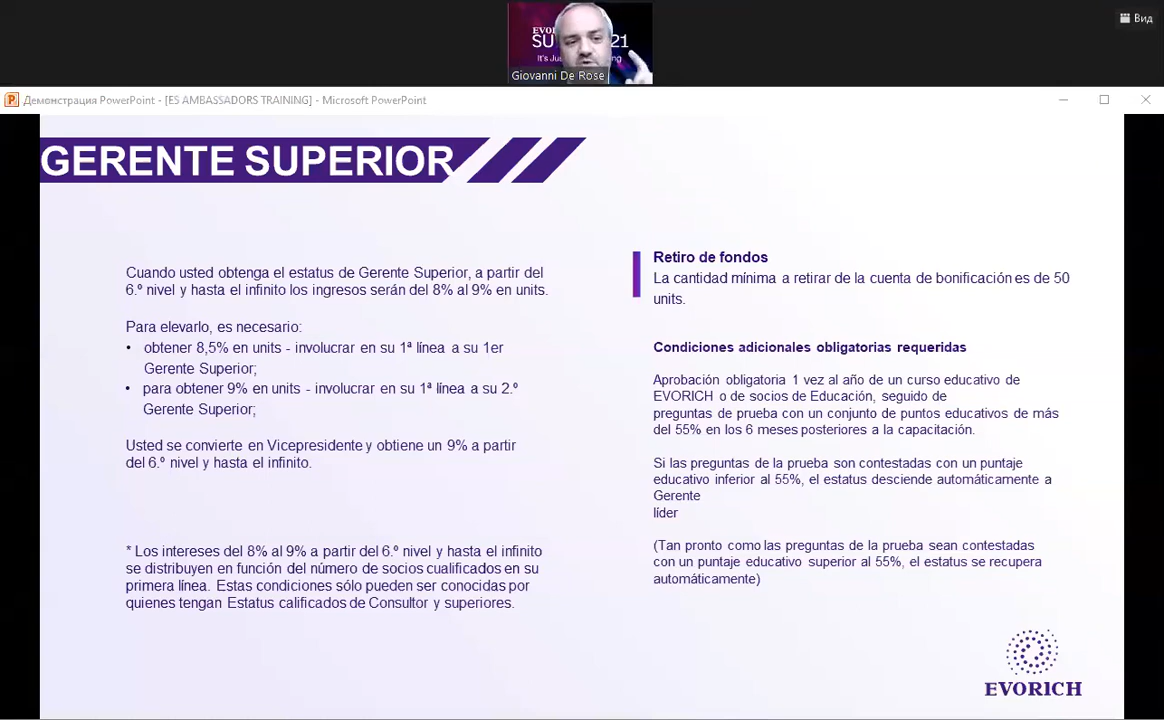 Вид
Giovanni De Rose
Демонстрация PowerPoint - [ES AMBASSADORS TRAINING] - Microsoft PowerPoint
GERENTE SUPERIOR
Cuando usted obtenga el estatus de Gerente Superior, a partir del
6.º nivel y hasta el infinito los ingresos serán del 8% al 9% en units.
Para elevarlo, es necesario:
• obtener 8,5% en units - involucrar en su 1ª línea a su 1er
Gerente Superior;
• para obtener 9% en units - involucrar en su 1ª línea a su 2.º
Gerente Superior;
Usted se convierte en Vicepresidente y obtiene un 9% a partir
del 6.º nivel y hasta el infinito.
* Los intereses del 8% al 9% a partir del 6.º nivel y hasta el infinito
se distribuyen en función del número de socios cualificados en su
primera línea. Estas condiciones sólo pueden ser conocidas por
quienes tengan Estatus calificados de Consultor y superiores.
Retiro de fondos
La cantidad mínima a retirar de la cuenta de bonificación es de 50
units.
Condiciones adicionales obligatorias requeridas
Aprobación obligatoria 1 vez al año de un curso educativo de
EVORICH o de socios de Educación, seguido de
preguntas de prueba con un conjunto de puntos educativos de más
del 55% en los 6 meses posteriores a la capacitación.
Si las preguntas de la prueba son contestadas con un puntaje
educativo inferior al 55%, el estatus desciende automáticamente a
Gerente
líder
(Tan pronto como las preguntas de la prueba sean contestadas
con un puntaje educativo superior al 55%, el estatus se recupera
automáticamente)
EVORICH